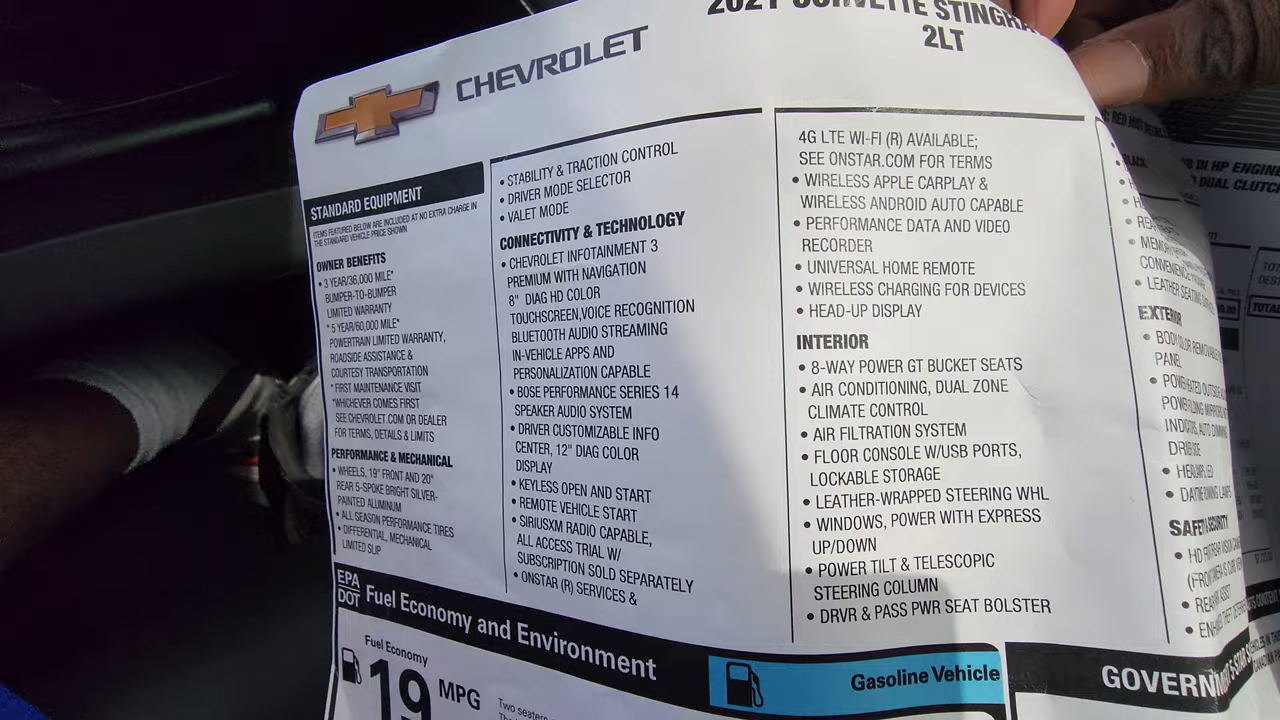 2021 CORVETTE
2LT
CHEVROLET
STANDARD EQUIPMENT
ITEMS FEATURED BELOW ARE INCLUDED AT NO EXTRA CHARGE IN
THE STANDARD VEHICLE PRICE SHOWN
OWNER BENEFITS
• 3 YEAR/36,000 MILE*
BUMPER-TO-BUMPER
LIMITED WARRANTY
* 5 YEAR/60,000 MILE*
POWERTRAIN LIMITED WARRANTY,
ROADSIDE ASSISTANCE &
COURTESY TRANSPORTATION
* FIRST MAINTENANCE VISIT
*WHICHEVER COMES FIRST
SEE CHEVROLET.COM OR DEALER
FOR TERMS, DETAILS & LIMITS
PERFORMANCE & MECHANICAL
• WHEELS, 19" FRONT AND 20"
REAR 5-SPOKE BRIGHT SILVER-
PAINTED ALUMINUM
• ALL SEASON PERFORMANCE TIRES
• DIFFERENTIAL, MECHANICAL
LIMITED SLIP
• STABILITY & TRACTION CONTROL
• DRIVER MODE SELECTOR
• VALET MODE
CONNECTIVITY & TECHNOLOGY
• CHEVROLET INFOTAINMENT 3
PREMIUM WITH NAVIGATION
8" DIAG HD COLOR
TOUCHSCREEN,VOICE RECOGNITION
BLUETOOTH AUDIO STREAMING
IN-VEHICLE APPS AND
PERSONALIZATION CAPABLE
• BOSE PERFORMANCE SERIES 14
SPEAKER AUDIO SYSTEM
• DRIVER CUSTOMIZABLE INFO
CENTER, 12" DIAG COLOR
DISPLAY
• KEYLESS OPEN AND START
• REMOTE VEHICLE START
• SIRIUSXM RADIO CAPABLE,
ALL ACCESS TRIAL W/
SUBSCRIPTION SOLD SEPARATELY
• ONSTAR (R) SERVICES &
4G LTE WI-FI (R) AVAILABLE;
SEE ONSTAR.COM FOR TERMS
• WIRELESS APPLE CARPLAY &
WIRELESS ANDROID AUTO CAPABLE
• PERFORMANCE DATA AND VIDEO
RECORDER
• UNIVERSAL HOME REMOTE
• WIRELESS CHARGING FOR DEVICES
• HEAD-UP DISPLAY
INTERIOR
• 8-WAY POWER GT BUCKET SEATS
• AIR CONDITIONING, DUAL ZONE
CLIMATE CONTROL
• AIR FILTRATION SYSTEM
• FLOOR CONSOLE W/USB PORTS,
LOCKABLE STORAGE
• LEATHER-WRAPPED STEERING WHL
• WINDOWS, POWER WITH EXPRESS
UP/DOWN
• POWER TILT & TELESCOPIC
STEERING COLUMN
• DRVR & PASS PWR SEAT BOLSTER
• LEATHER SEATING
EXTERIOR
PANEL
SAFETY & SECURITY
EPA
DOT
Fuel Economy and Environment
Gasoline Vehicle
Fuel Economy
19 MPG
Two seaters